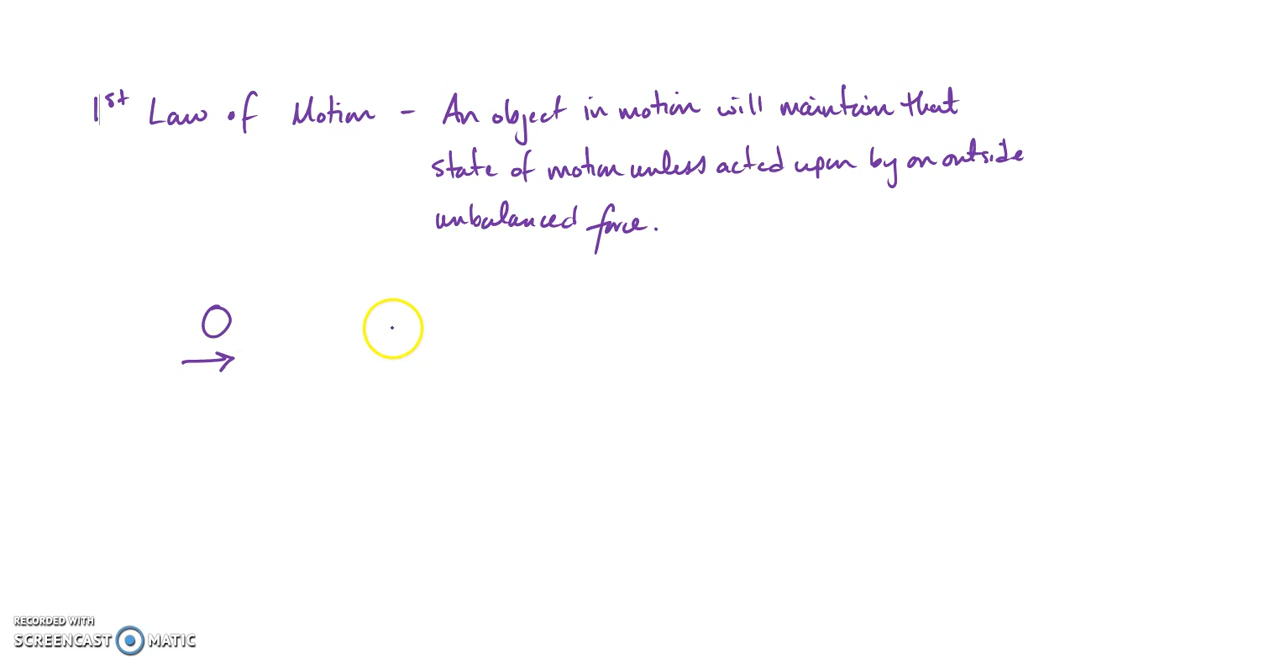 1st Law of Motion - An object in motion will maintain that
state of motion unless acted upon by an outside
unbalanced force.
RECORDED WITH
SCREENCAST MATIC